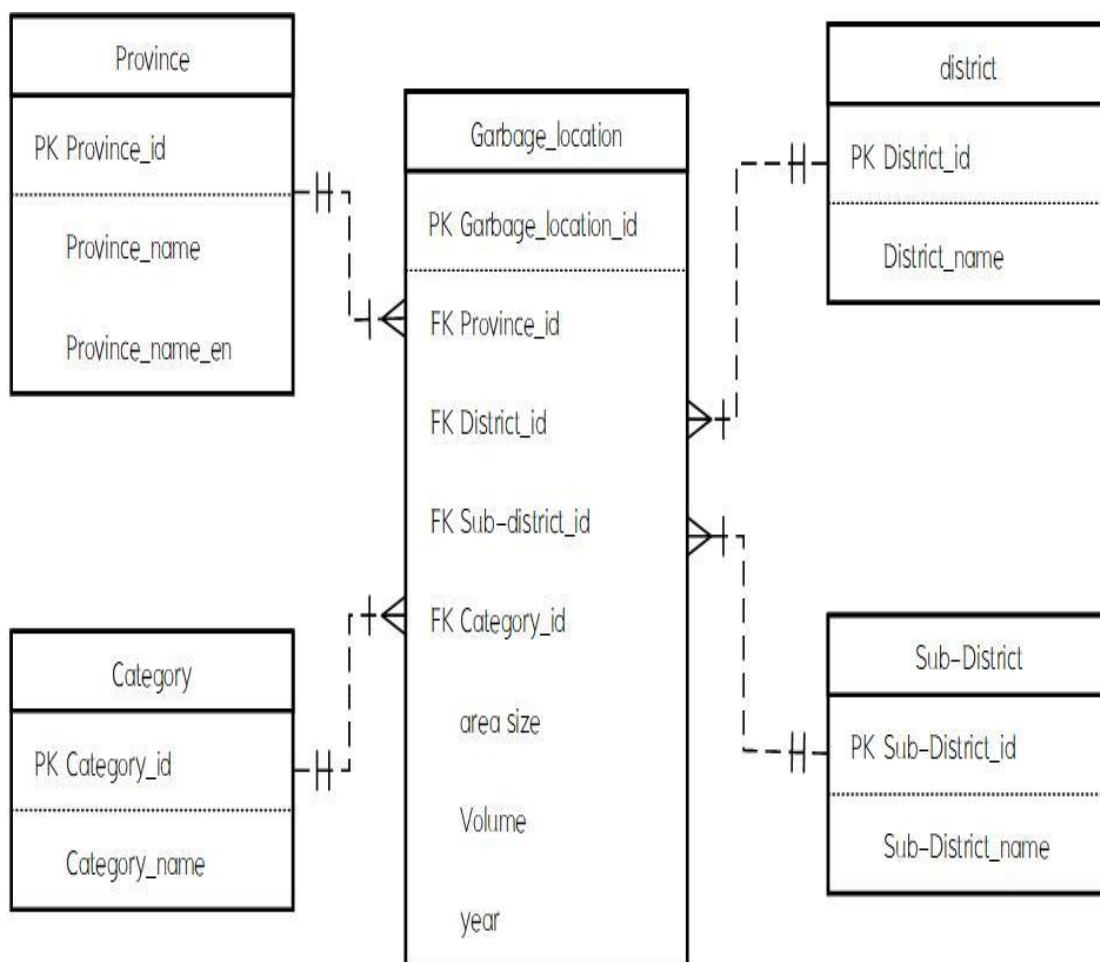 Province
PK Province_id
Province_name
Province_name_en
Garbage_location
PK Garbage_location_id
FK Province_id
FK District_id
FK Sub-district_id
FK Category_id
area size
Volume
year
district
PK District_id
District_name
Category
PK Category_id
Category_name
Sub-District
PK Sub-District_id
Sub-District_name